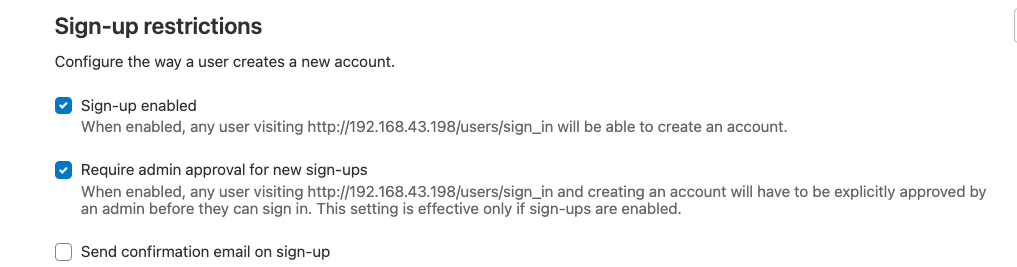 Sign-up restrictions
Configure the way a user creates a new account.
Sign-up enabled
When enabled, any user visiting http://192.168.43.198/users/sign_in will be able to create an account.
Require admin approval for new sign-ups
When enabled, any user visiting http://192.168.43.198/users/sign_in and creating an account will have to be explicitly approved by
an admin before they can sign in. This setting is effective only if sign-ups are enabled.
Send confirmation email on sign-up